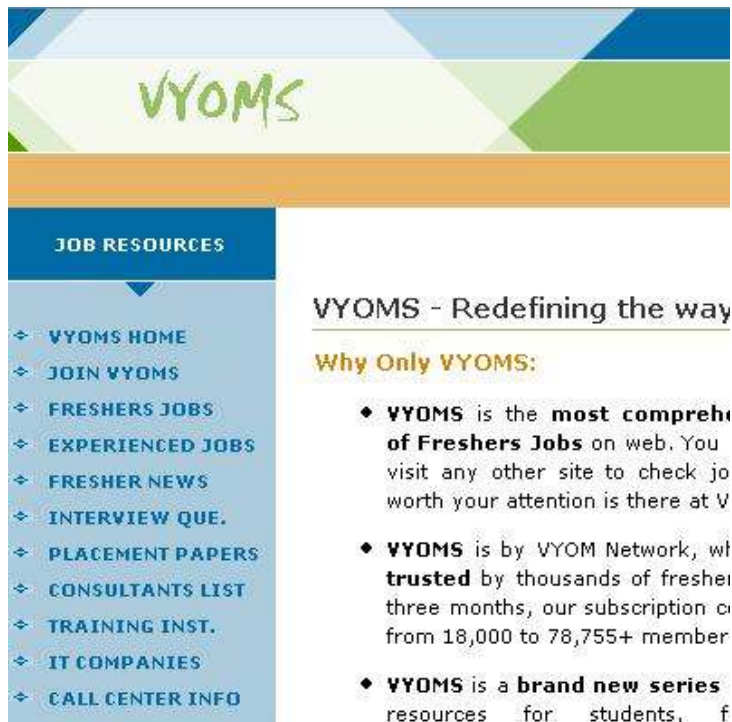 VYOMS
JOB RESOURCES
VYOMS HOME
JOIN VYOMS
FRESHERS JOBS
EXPERIENCED JOBS
FRESHER NEWS
INTERVIEW QUE.
PLACEMENT PAPERS
CONSULTANTS LIST
TRAINING INST.
IT COMPANIES
CALL CENTER INFO
VYOMS - Redefining the way
Why Only VYOMS:
VYOMS is the most comprehe
of Freshers Jobs on web. You
visit any other site to check jo
worth your attention is there at V
VYOMS is by VYOM Network, wh
trusted by thousands of fresher
three months, our subscription co
from 18,000 to 78,755+ member
VYOMS is a brand new series
resources for students, f